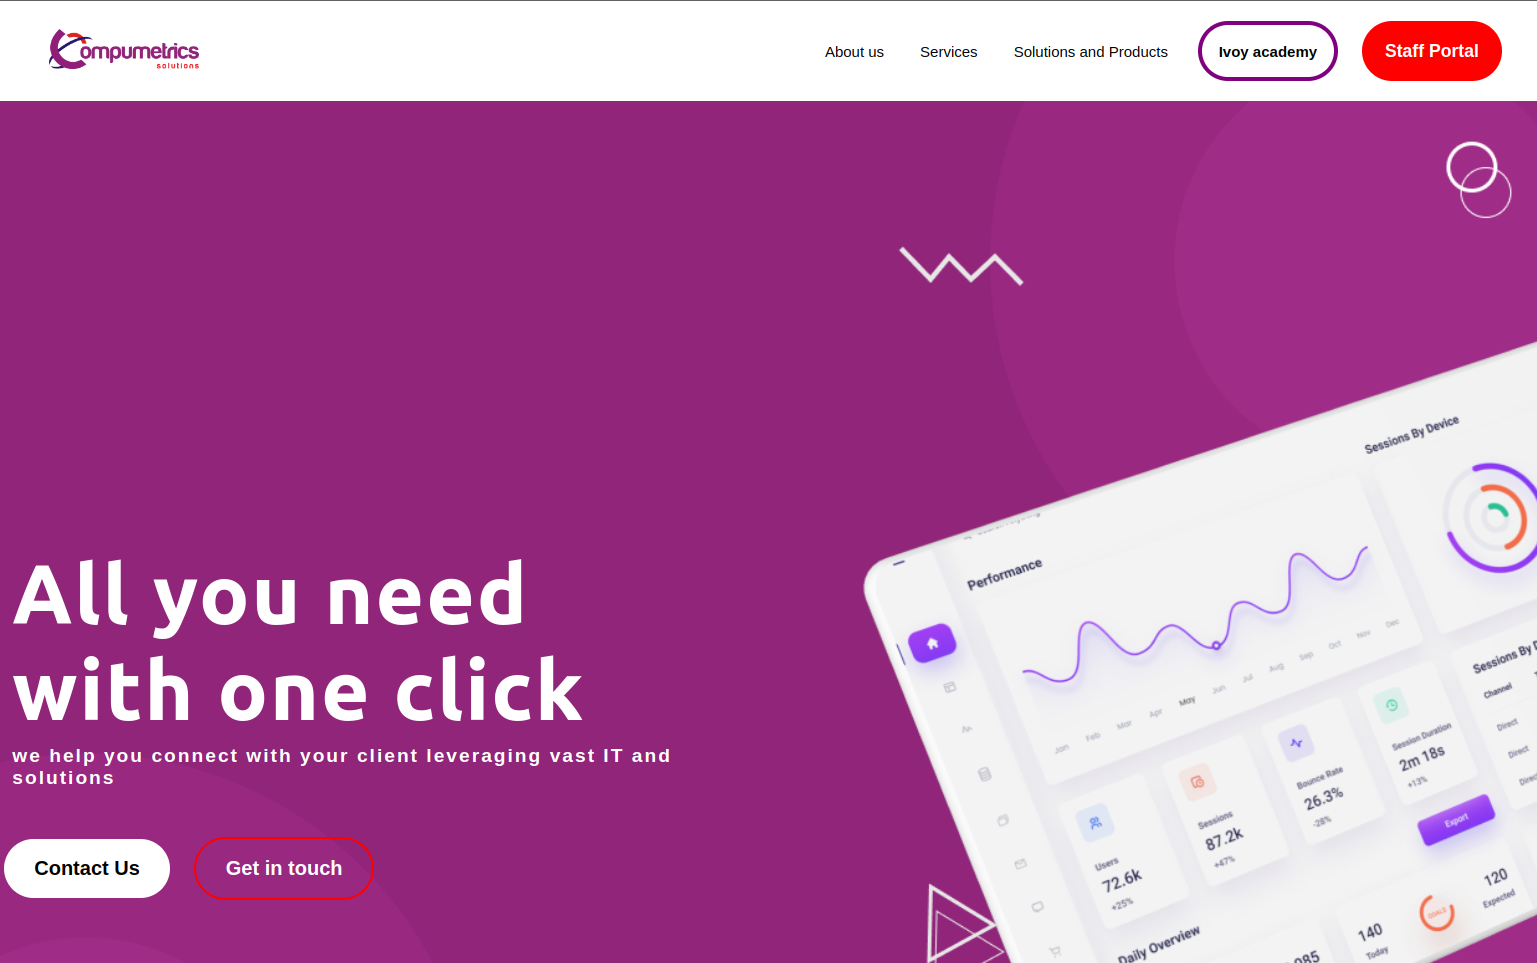 Compumetrics
solutions
About us
Services
Solutions and Products
Ivoy academy
Staff Portal
All you need
with one click
we help you connect with your client leveraging vast IT and
solutions
Contact Us
Get in touch
Sessions By Device
Performance
Jan Feb Mar Apr May Jun Jul Aug Sep Oct Nov Dec
Sessions By D
Channel
Direct
Direct
Direc
Users
72.6k
+25%
Sessions
87.2k
+47%
Bounce Rate
26.3%
-28%
Session Duration
2m 18s
+13%
Export
Daily Overview
985
140
Today
GOALS
120
Expected